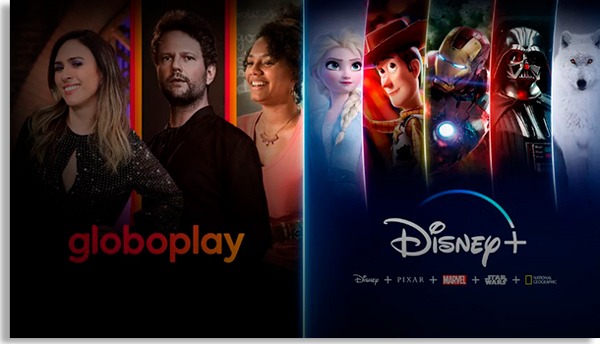 globoplay
Disney+
Disney + PIXAR + MARVEL + STAR WARS + NATIONAL GEOGRAPHIC